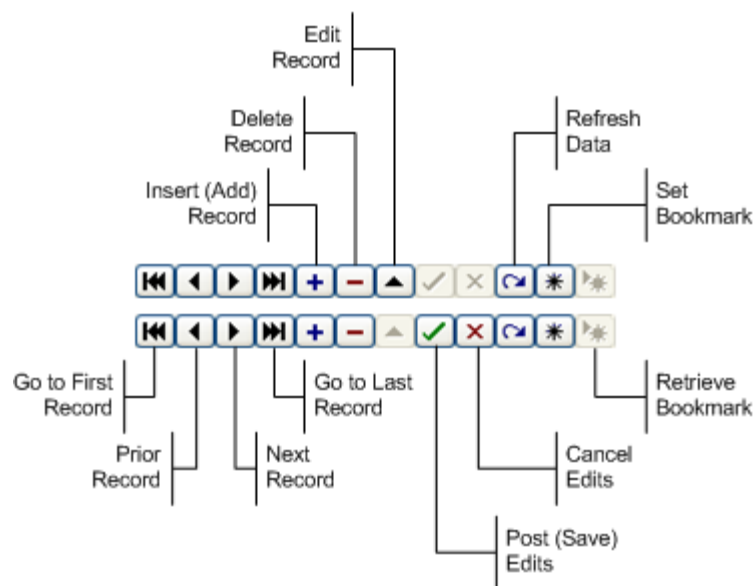 Edit
Record
Delete
Record
Refresh
Data
Insert (Add)
Record
Set
Bookmark
Go to First
Record
Go to Last
Record
Retrieve
Bookmark
Prior
Record
Next
Record
Cancel
Edits
Post (Save)
Edits